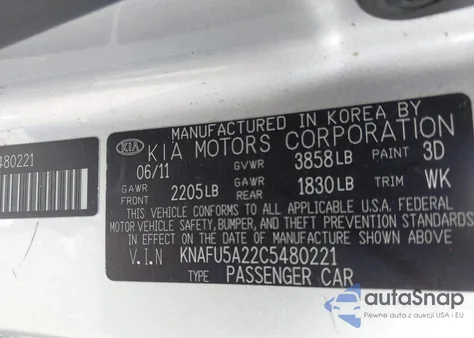 480221
MANUFACTURED IN KOREA BY
KIA KIA MOTORS CORPORATION
06/11 GVWR 3858LB PAINT 3D
GAWR FRONT 2205LB GAWR REAR 1830LB TRIM WK
THIS VEHICLE CONFORMS TO ALL APPLICABLE U.S.A. FEDERAL
MOTOR VEHICLE SAFETY, BUMPER, AND THEFT PREVENTION STANDARDS
IN EFFECT ON THE DATE OF MANUFACTURE SHOWN ABOVE
V.I.N KNAFU5A22C5480221
TYPE: PASSENGER CAR
autaSnap
Pewne auta z aukcji USA i EU